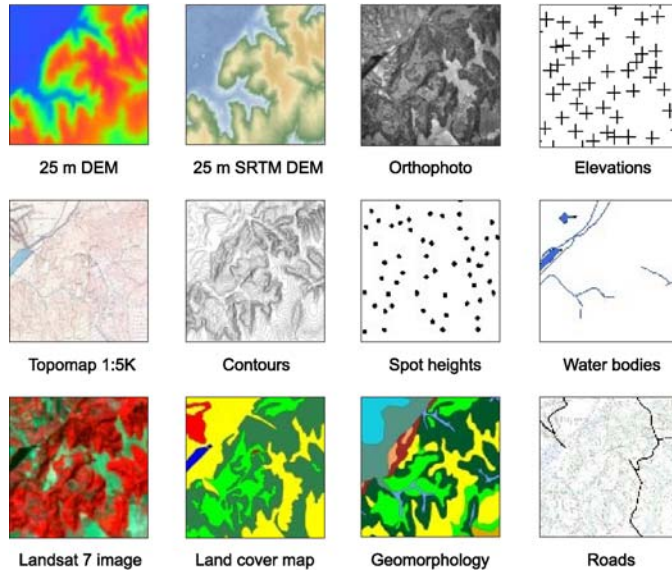 25 m DEM
25 m SRTM DEM
Orthophoto
Elevations
Topomap 1:5K
Contours
Spot heights
Water bodies
Landsat 7 image
Land cover map
Geomorphology
Roads